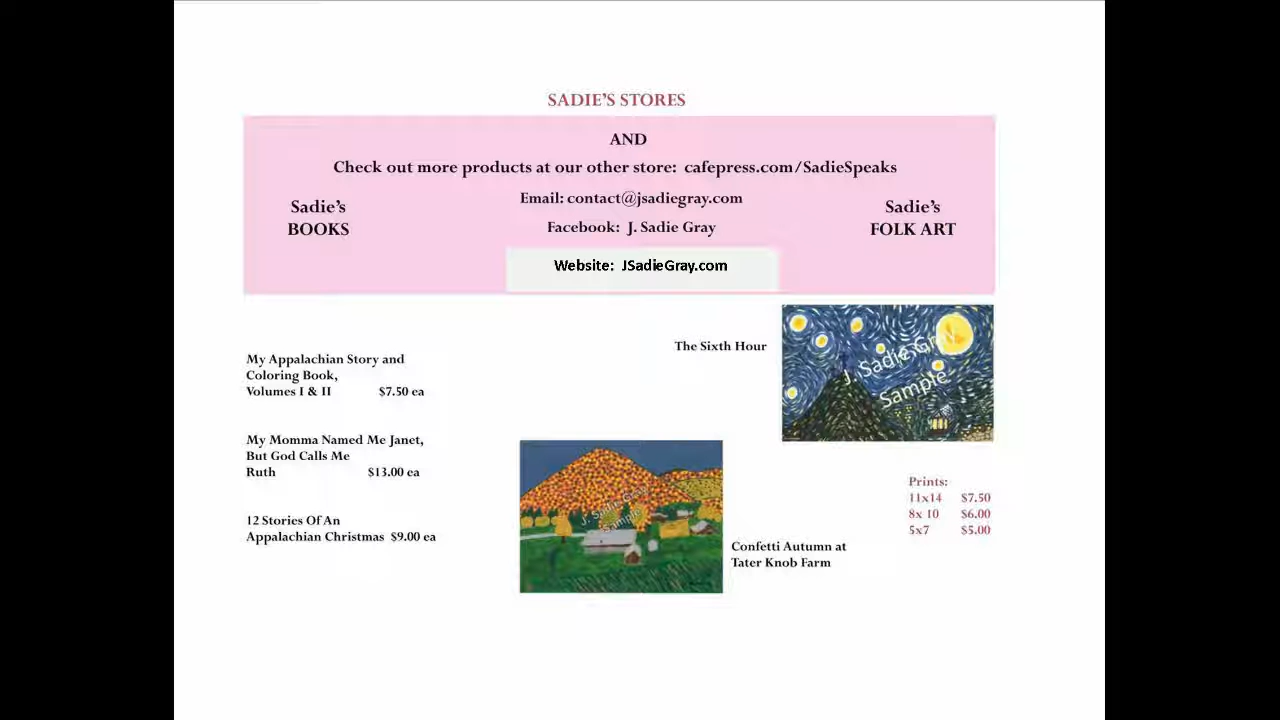 SADIE'S STORES
AND
Check out more products at our other store: cafepress.com/SadieSpeaks
Email: contact@jsadiegray.com
Facebook: J. Sadie Gray
Website: JSadieGray.com
Sadie's
BOOKS
Sadie's
FOLK ART
My Appalachian Story and
Coloring Book,
Volumes I & II $7.50 ea
My Momma Named Me Janet,
But God Calls Me
Ruth $13.00 ea
12 Stories Of An
Appalachian Christmas $9.00 ea
The Sixth Hour
J. Sadie Gray
Sample
J. Sadie Gray
Sample
Confetti Autumn at
Tater Knob Farm
Prints:
11x14 $7.50
8x 10 $6.00
5x7 $5.00